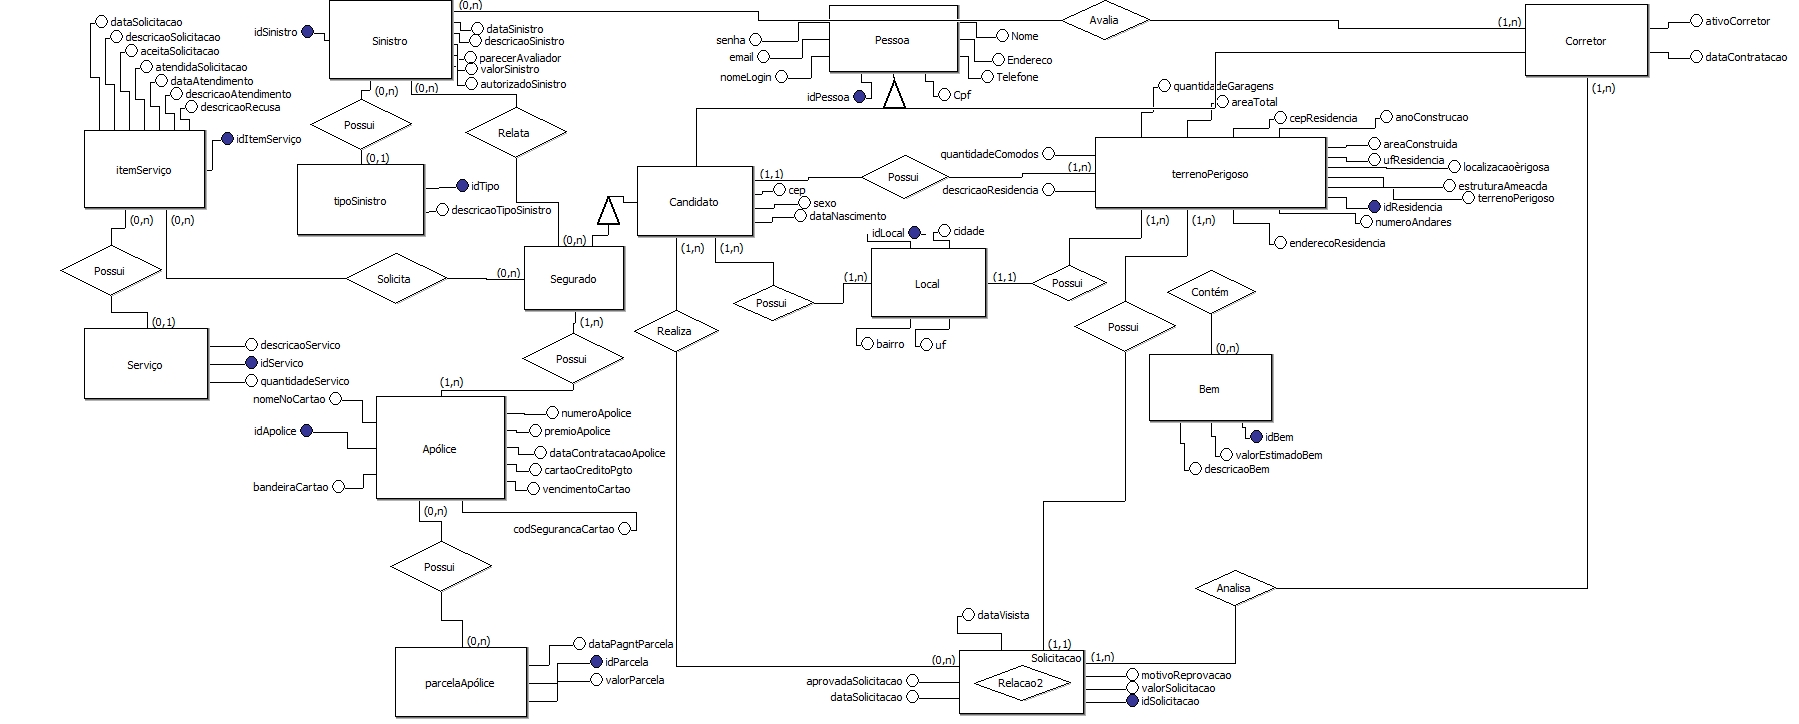 dataSolicitacao
descricaoSolicitacao
aceitaSolicitacao
atendidaSolicitacao
dataAtendimento
descricaoAtendimento
descricaoRecusa
itemServiço
idItemServiço
(0,n)
(0,n)
Possui
(0,1)
Serviço
descricaoServico
idServico
quantidadeServico
Solicita
(0,n)
idSinistro
Sinistro
(0,n)
dataSinistro
descricaoSinistro
parecerAvaliador
valorSinistro
autorizadoSinistro
(0,n)
(0,n)
Possui
(0,1)
Relata
tipoSinistro
idTipo
descricaoTipoSinistro
(0,n)
Segurado
(1,n)
Possui
(1,n)
nomeNoCartao
idApolice
bandeiraCartao
Apólice
numeroApolice
premioApolice
dataContratacaoApolice
cartaoCreditoPgto
vencimentoCartao
codSegurancaCartao
(0,n)
Possui
(0,n)
parcelaApólice
dataPagntParcela
idParcela
valorParcela
senha
email
nomeLogin
idPessoa
Pessoa
Nome
Endereco
Telefone
Cpf
Avalia
(1,n)
Corretor
ativoCorretor
dataContratacao
(1,n)
Candidato
(1,1)
cep
sexo
dataNascimento
(1,n)
(1,n)
Possui
(1,n)
quantidadeComodos
descricaoResidencia
quantidadeGaragens
areaTotal
cepResidencia
anoConstrucao
terrenoPerigoso
areaConstruida
ufResidencia
localizacaoèrigosa
estruturaAmeacda
terrenoPerigoso
idResidencia
numeroAndares
enderecoResidencia
(1,n)
(1,n)
idLocal
cidade
Local
(1,n)
(1,1)
bairro
uf
Possui
Possui
Possui
Realiza
Contém
(0,n)
Bem
idBem
valorEstimadoBem
descricaoBem
Analisa
dataVisista
(1,1)
(0,n)
Solicitacao
(1,n)
Relacao2
aprovadaSolicitacao
dataSolicitacao
motivoReprovacao
valorSolicitacao
idSolicitacao